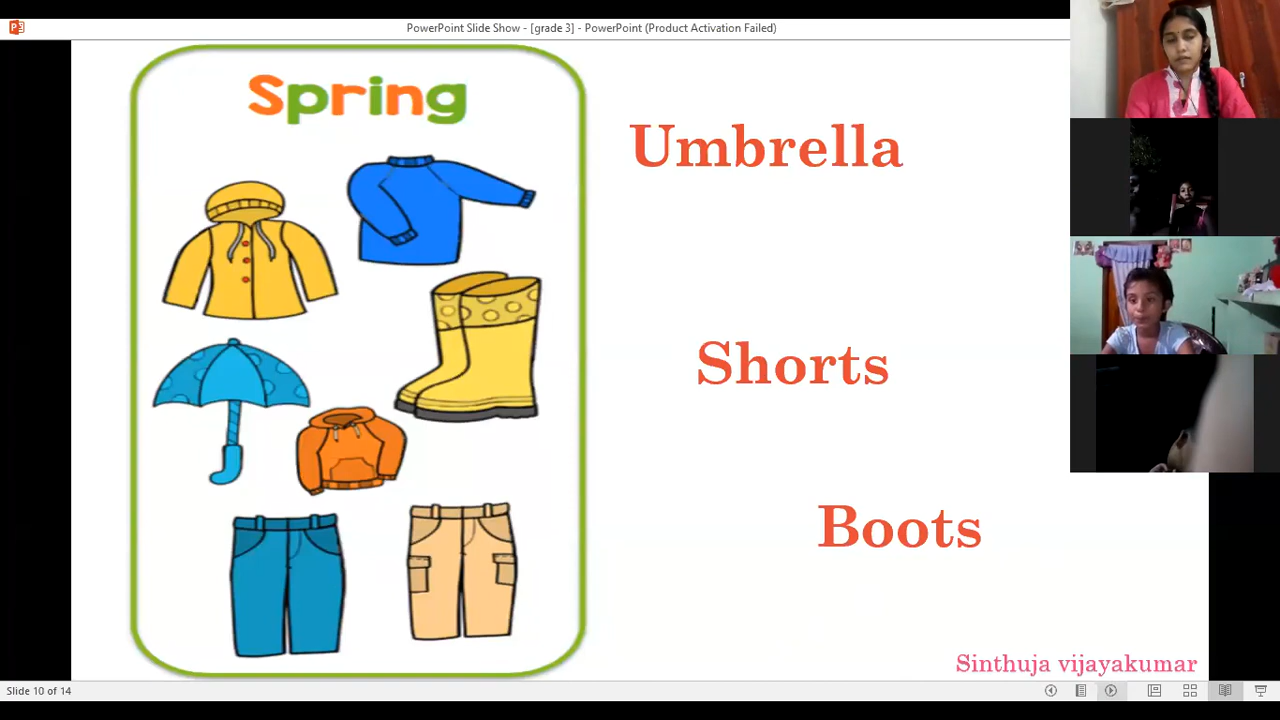 PowerPoint Slide Show - [grade 3] - PowerPoint (Product Activation Failed)
Spring
Umbrella
Shorts
Boots
Sinthuja vijayakumar
Slide 10 of 14